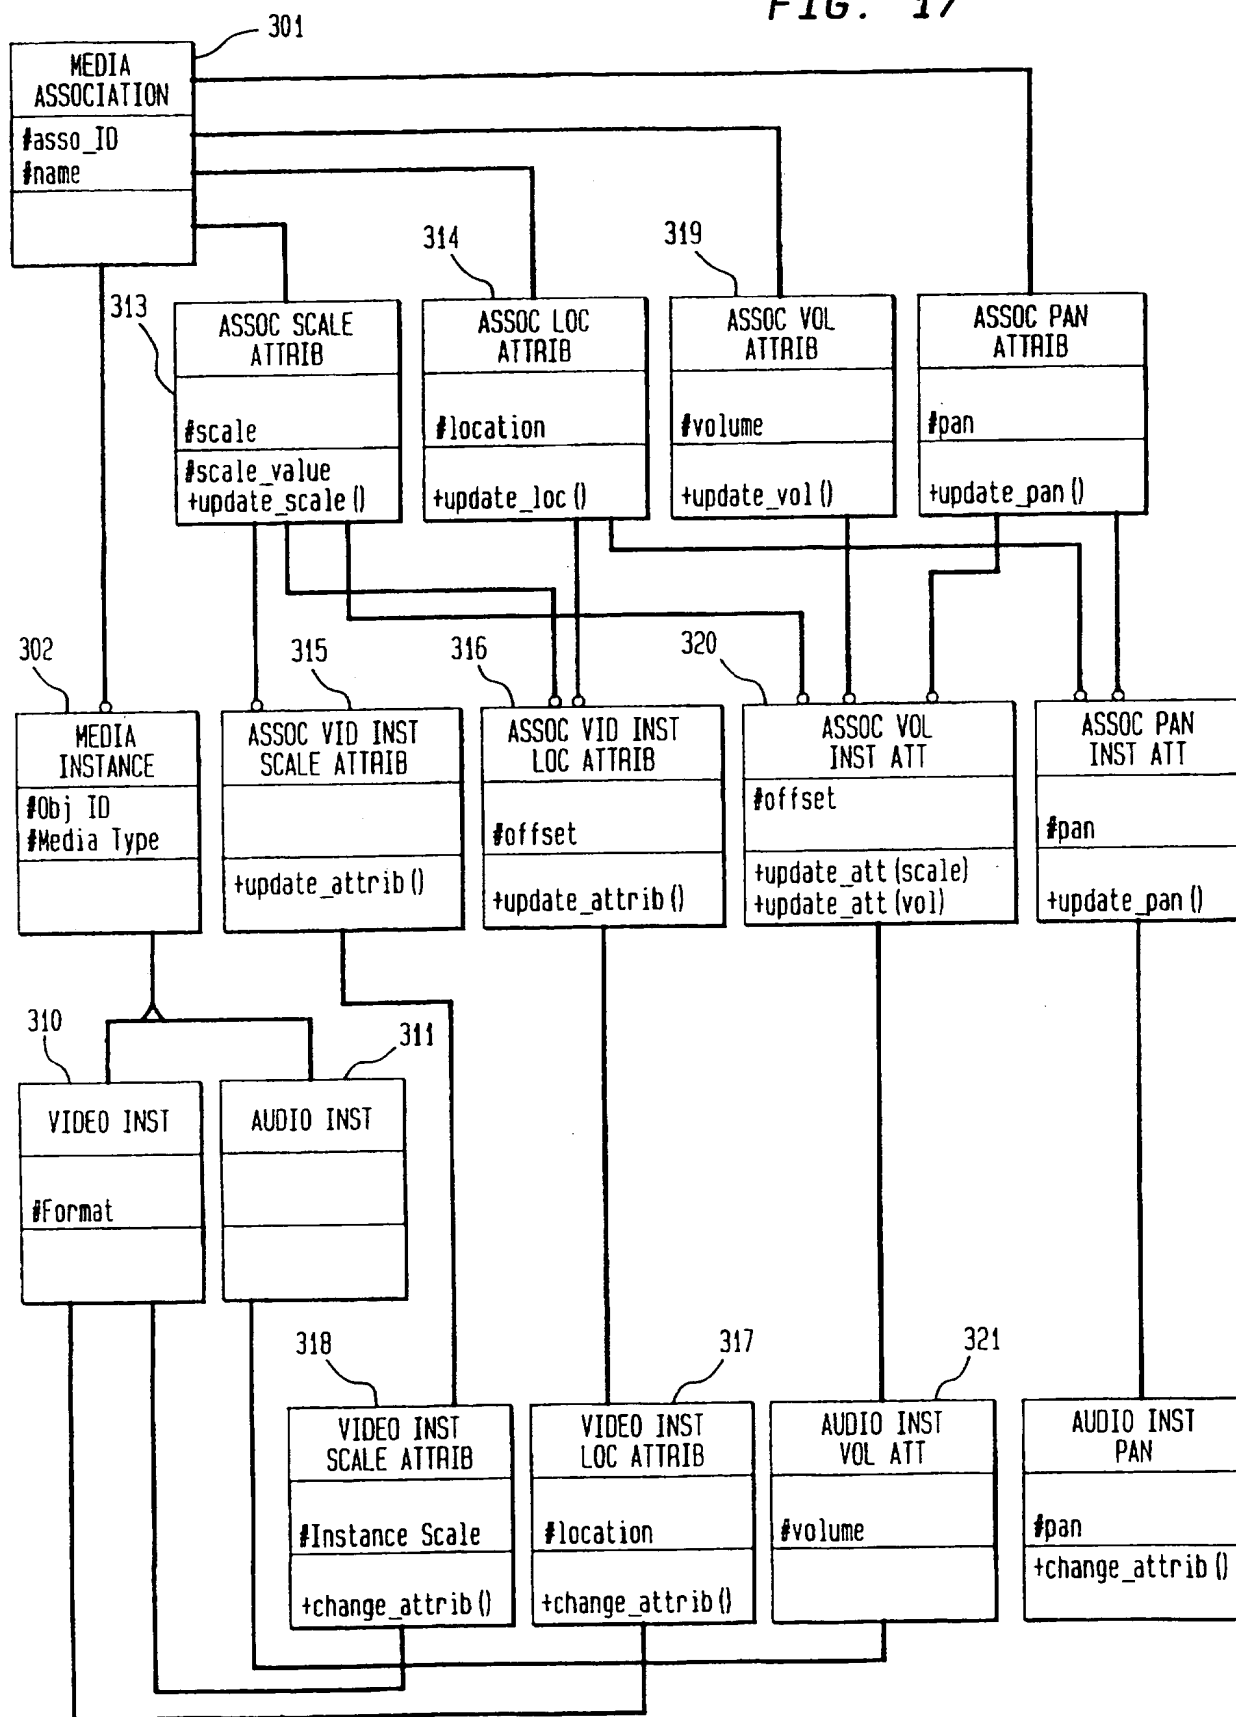 FIG. 17
301
MEDIA
ASSOCIATION
#asso_ID
#name
313
ASSOC SCALE
ATTRIB
#scale
#scale_value
+update_scale()
314
ASSOC LOC
ATTRIB
#location
+update_loc()
319
ASSOC VOL
ATTRIB
#volume
+update_vol()
ASSOC PAN
ATTRIB
#pan
+update_pan()
302
MEDIA
INSTANCE
#Obj ID
#Media Type
315
ASSOC VID INST
SCALE ATTRIB
+update_attrib()
316
ASSOC VID INST
LOC ATTRIB
#offset
+update_attrib()
320
ASSOC VOL
INST ATT
#offset
+update_att(scale)
+update_att(vol)
ASSOC PAN
INST ATT
#pan
+update_pan()
310
VIDEO INST
#Format
311
AUDIO INST
318
VIDEO INST
SCALE ATTRIB
#Instance Scale
+change_attrib()
317
VIDEO INST
LOC ATTRIB
#location
+change_attrib()
321
AUDIO INST
VOL ATT
#volume
AUDIO INST
PAN
#pan
+change_attrib()